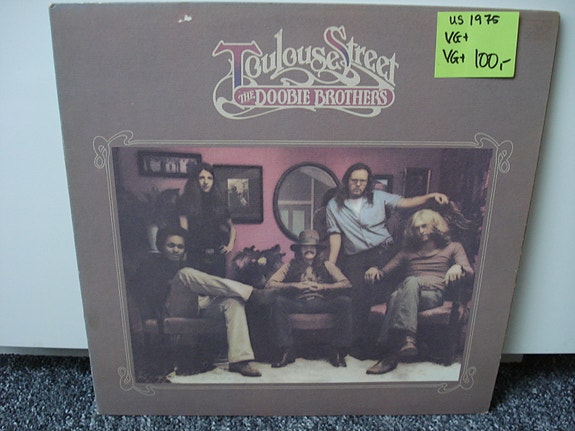 Toulouse Street
THE DOOBIE BROTHERS
US 1975
VG+
VG+ 100,-